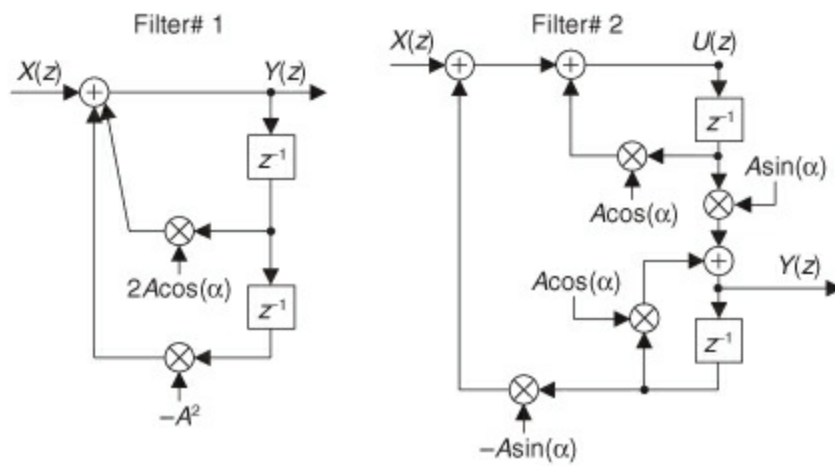 Filter# 1
X(z)
Y(z)
+
z⁻¹
2Acos(α)
z⁻¹
−A²
Filter# 2
X(z)
U(z)
+
+
z⁻¹
Asin(α)
Acos(α)
+
Y(z)
Acos(α)
z⁻¹
−Asin(α)